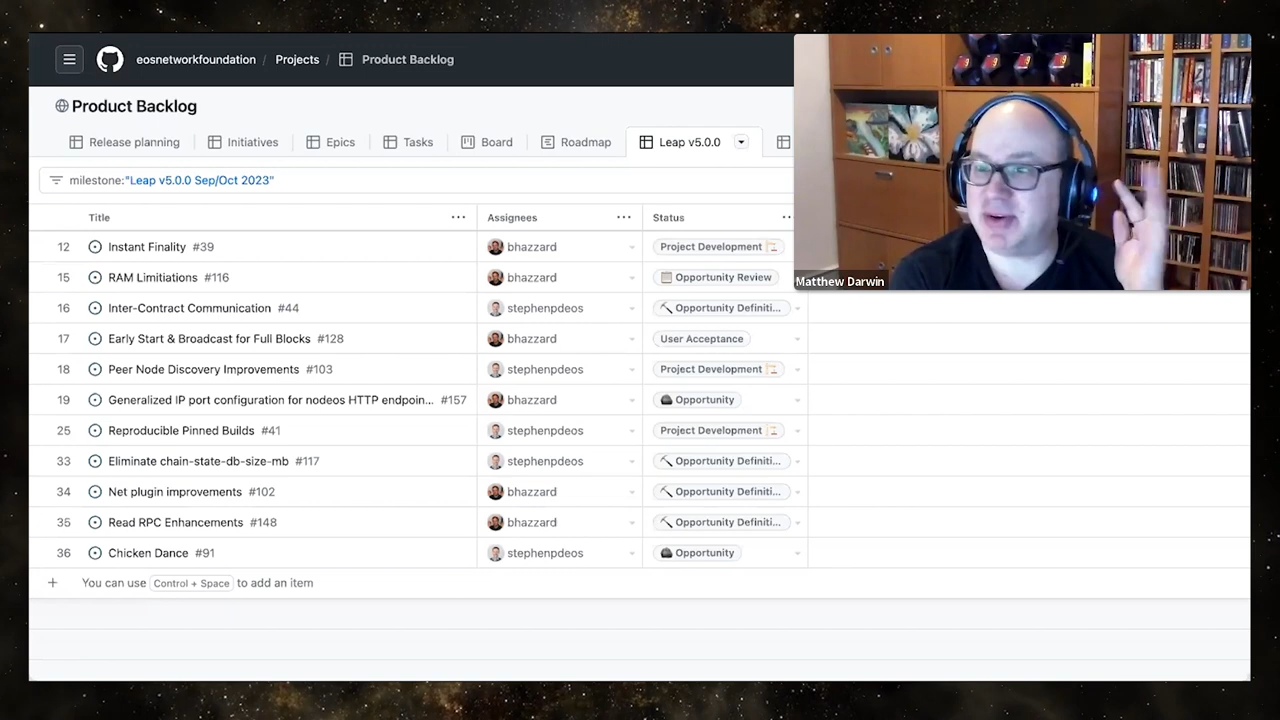 eosnetworkfoundation / Projects / Product Backlog
Product Backlog
Release planning Initiatives Epics Tasks Board Roadmap Leap v5.0.0
milestone:"Leap v5.0.0 Sep/Oct 2023"
Title ... Assignees ... Status ...
12 Instant Finality #39 bhazzard Project Development
15 RAM Limitiations #116 bhazzard Opportunity Review
16 Inter-Contract Communication #44 stephenpdeos Opportunity Definiti...
17 Early Start & Broadcast for Full Blocks #128 bhazzard User Acceptance
18 Peer Node Discovery Improvements #103 stephenpdeos Project Development
19 Generalized IP port configuration for nodeos HTTP endpoin... #157 bhazzard Opportunity
25 Reproducible Pinned Builds #41 stephenpdeos Project Development
33 Eliminate chain-state-db-size-mb #117 stephenpdeos Opportunity Definiti...
34 Net plugin improvements #102 bhazzard Opportunity Definiti...
35 Read RPC Enhancements #148 bhazzard Opportunity Definiti...
36 Chicken Dance #91 stephenpdeos Opportunity
+ You can use Control + Space to add an item
Matthew Darwin